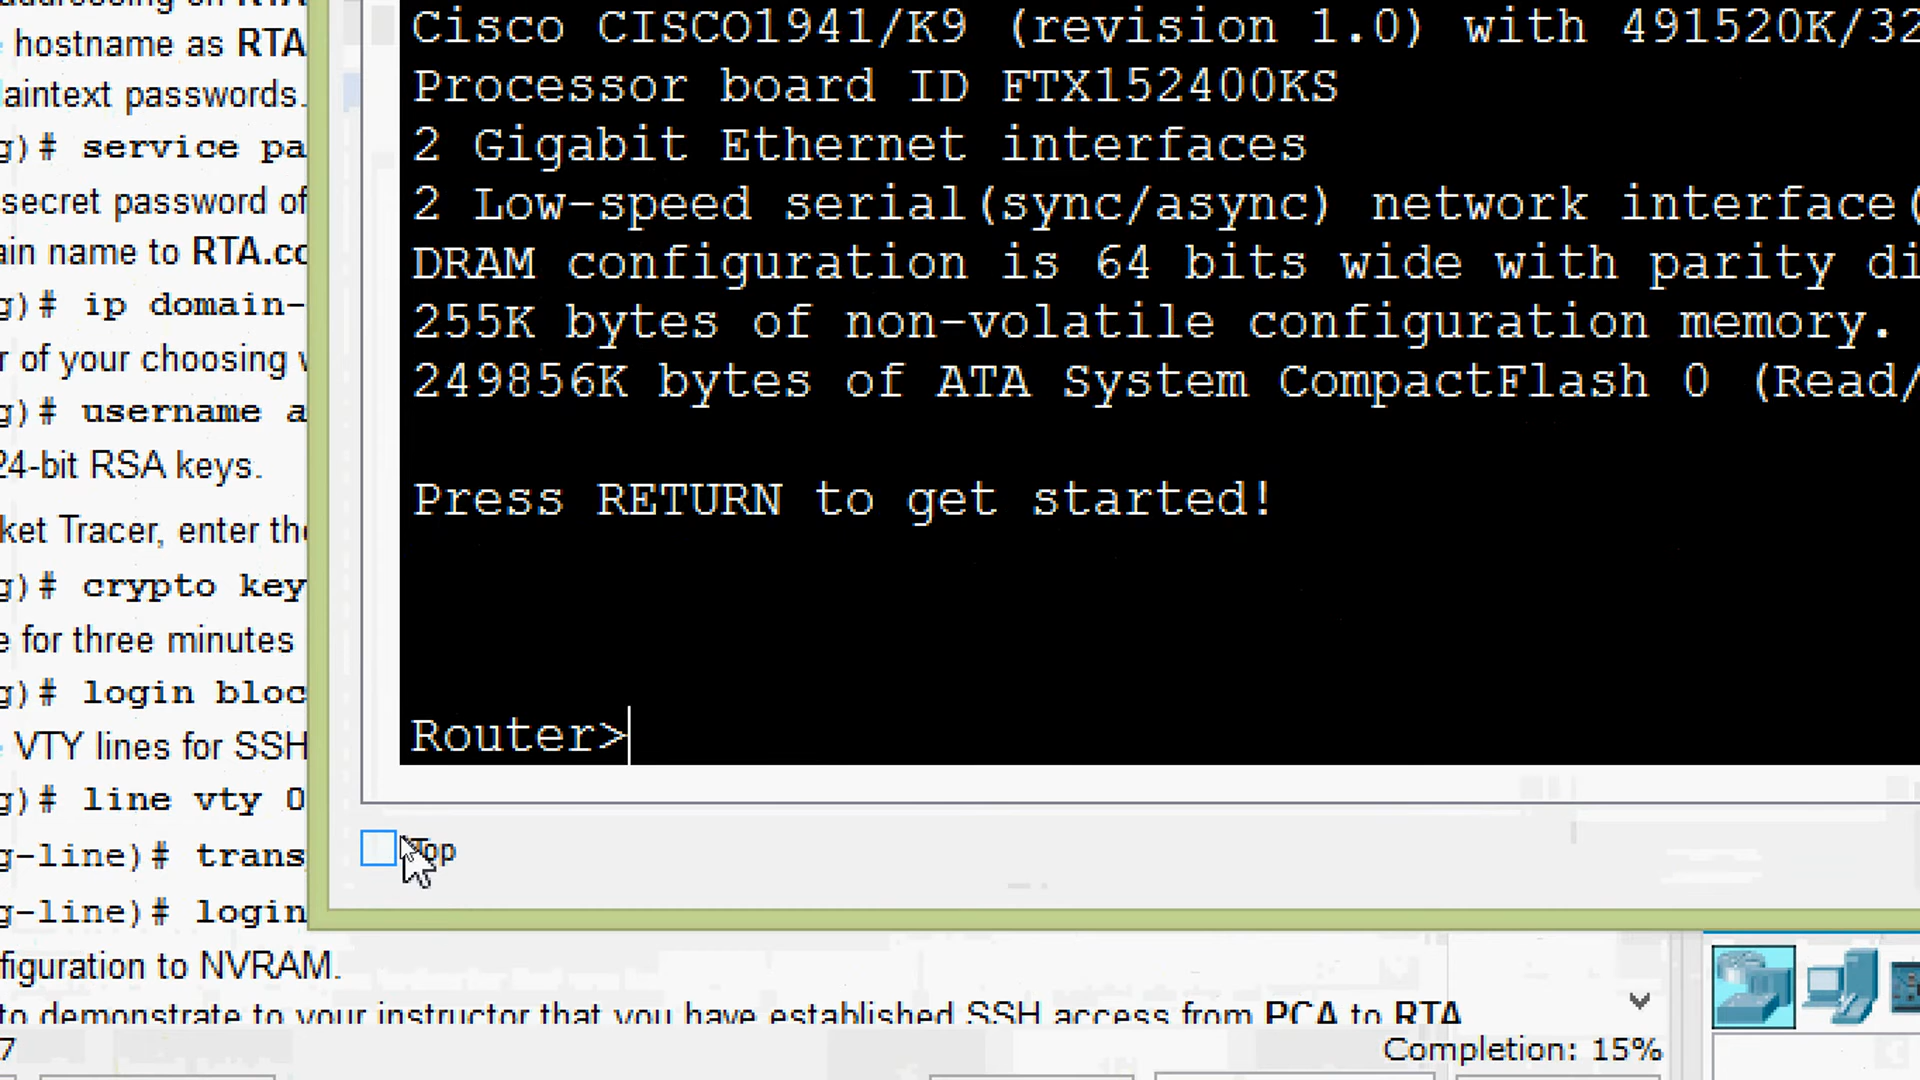 addressing on RTA
hostname as RTA
laintext passwords.
g)# service pa
secret password of
ain name to RTA.co
g)# ip domain-
r of your choosing
g)# username a
24-bit RSA keys.
ket Tracer, enter the
g)# crypto key
e for three minutes
g)# login bloc
VTY lines for SSH
g)# line vty 0
g-line)# trans
g-line)# login
figuration to NVRAM.
to demonstrate to your instructor that you have established SSH access from PCA to RTA
7
Cisco CISCO1941/K9 (revision 1.0) with 491520K/32
Processor board ID FTX152400KS
2 Gigabit Ethernet interfaces
2 Low-speed serial(sync/async) network interface(
DRAM configuration is 64 bits wide with parity di
255K bytes of non-volatile configuration memory.
249856K bytes of ATA System CompactFlash 0 (Read/
Press RETURN to get started!
Router>
Top
Completion: 15%